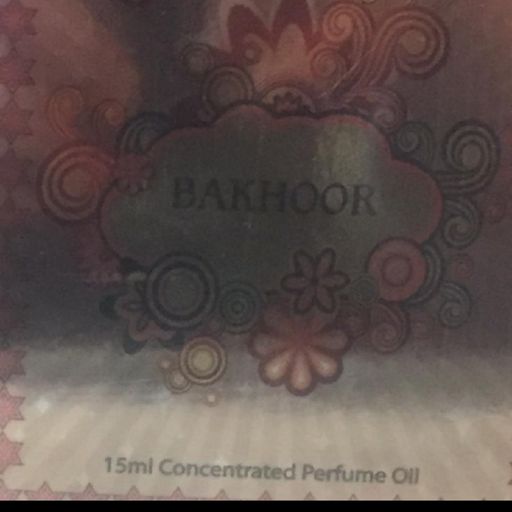 BAKHOOR
15ml Concentrated Perfume Oil